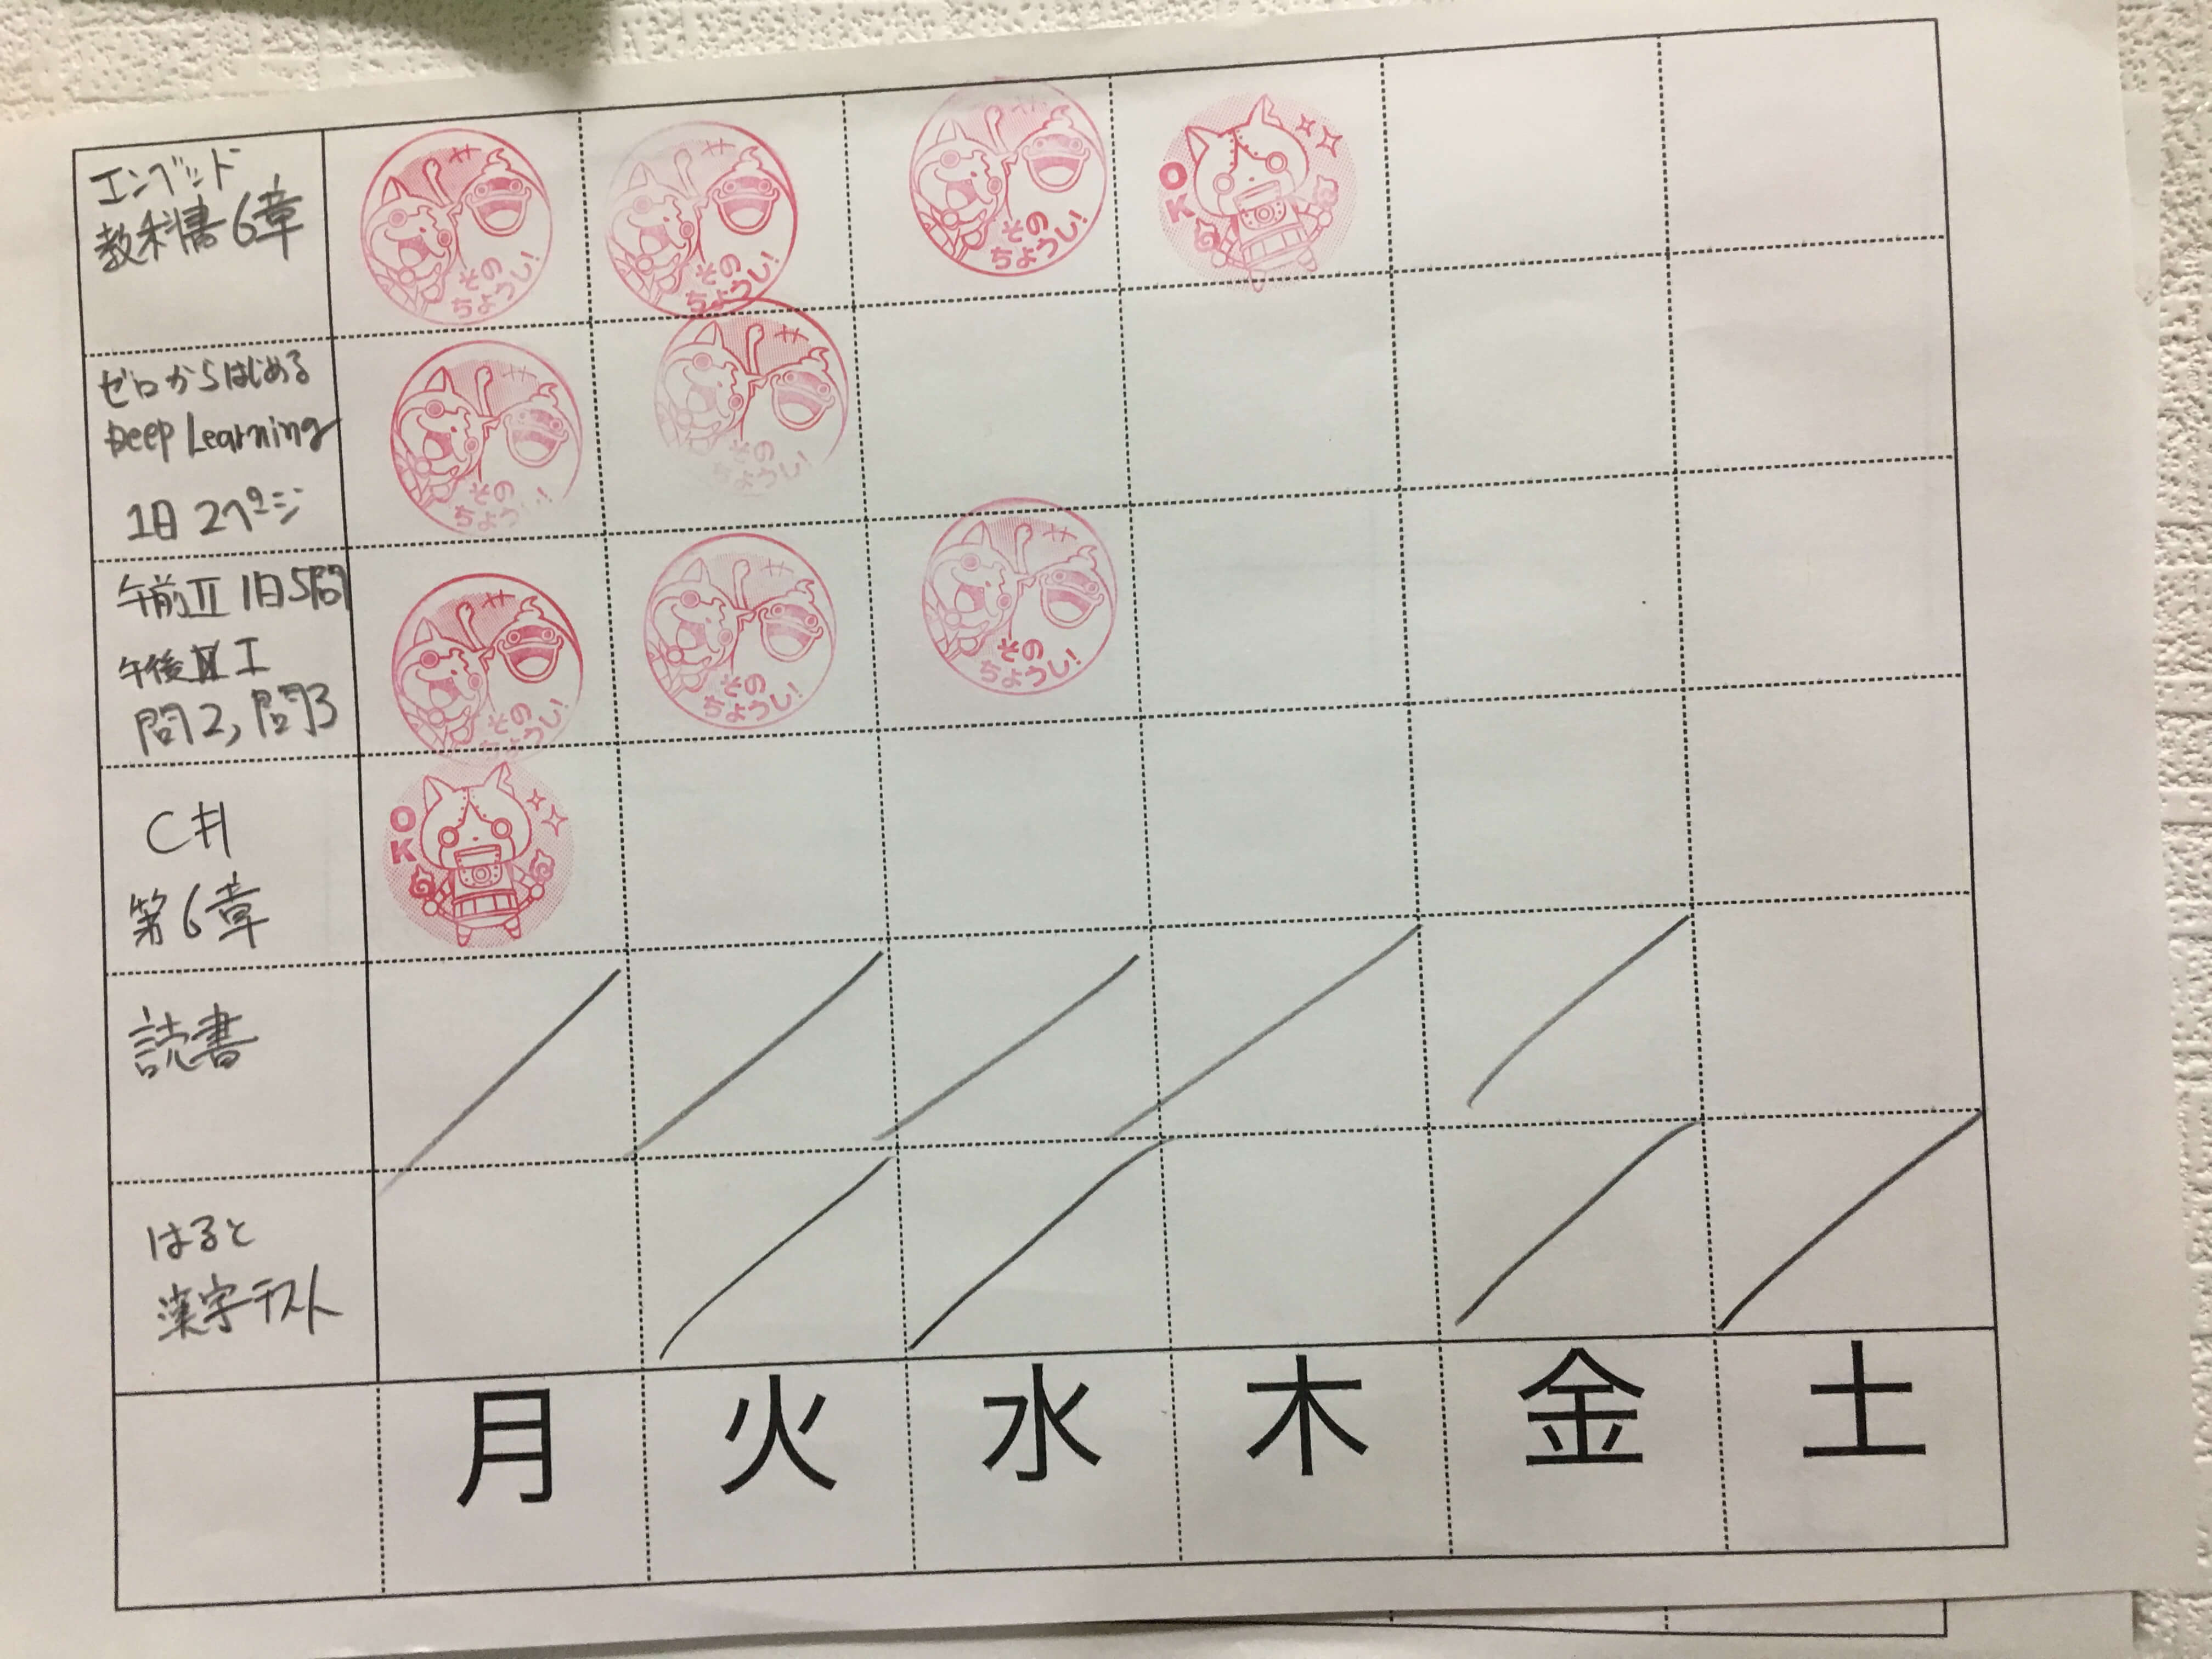 エンベッド
教科書6章
そのちょうし!
そのちょうし!
そのちょうし!
OK
ゼロからはじめる
Deep Learning
1日2ページ
そのちょうし!
そのちょうし!
午前Ⅱ 1日5問
午後 Ⅰ
問2,問3
そのちょうし!
そのちょうし!
そのちょうし!
C#
第6章
OK
読書
はると
漢字テスト
月 火 水 木 金 土